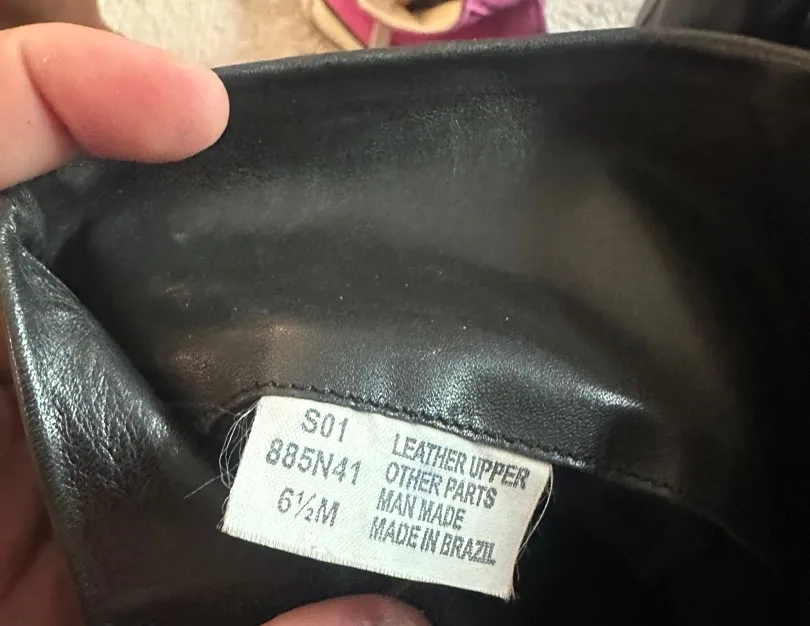 S01
885N41
6½M
LEATHER UPPER
OTHER PARTS
MAN MADE
MADE IN BRAZIL